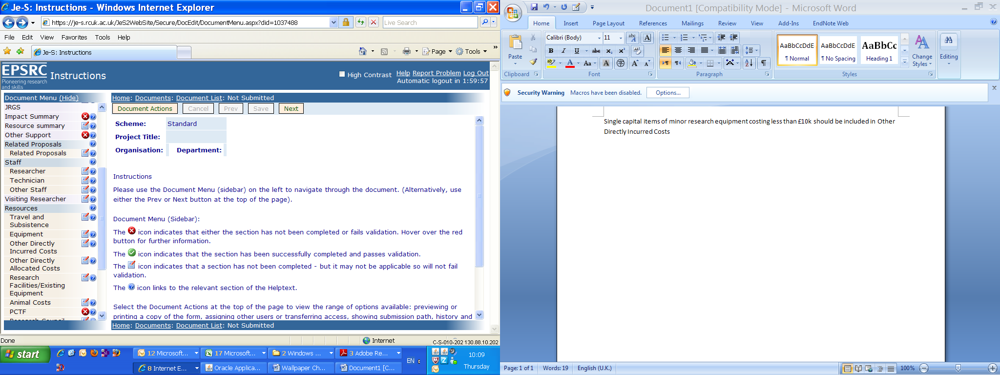 Je-S: Instructions - Windows Internet Explorer
https://je-s.rcuk.ac.uk/JeS2WebSite/Secure/DocEdit/DocumentMenu.aspx?did=1037488
Live Search
File Edit View Favorites Tools Help
Je-S: Instructions
Page Tools
EPSRC
Pioneering research
and skills
Instructions
High Contrast Help Report Problem Log Out
Automatic logout in 1:59:57
Document Menu (Hide)
JRGS
Impact Summary
Resource summary
Other Support
Related Proposals
Related Proposals
Staff
Researcher
Technician
Other Staff
Visiting Researcher
Resources
Travel and
Subsistence
Equipment
Other Directly
Incurred Costs
Other Directly
Allocated Costs
Research
Facilities/Existing
Equipment
Animal Costs
PCTF
Research Council
Home: Documents: Document List: Not Submitted
Document Actions Cancel Prev Save Next
Scheme: Standard
Project Title:
Organisation: Department:
Instructions
Please use the Document Menu (sidebar) on the left to navigate through the document. (Alternatively, use
either the Prev or Next button at the top of the page).
Document Menu (Sidebar):
The icon indicates that either the section has not been completed or fails validation. Hover over the red
button for further information.
The icon indicates that the section has been successfully completed and passes validation.
The icon indicates that a section has not been completed - but it may not be applicable so will not fail
validation.
The icon links to the relevant section of the Helptext.
Select the Document Actions at the top of the page to view the range of options available: previewing or
printing a copy of the form, assigning other users or transferring access, showing submission path, history and
Home: Documents: Document List: Not Submitted
Done Internet
C-S-010-202 130.88.10.202
start
12 Microsoft... 17 Microsoft... 2 Windows ... 3 Adobe Re...
8 Internet E... Oracle Applica... Wallpaper Ch... Document1 [C...
EN
10:09
Thursday
Document1 [Compatibility Mode] - Microsoft Word
Home Insert Page Layout References Mailings Review View Add-Ins EndNote Web
Paste
Clipboard
Calibri (Body) 11
Font
Paragraph
AaBbCcDdE AaBbCcDdE AaBbCc
¶ Normal ¶ No Spacing Heading 1
Change
Styles
Styles
Editing
Security Warning Macros have been disabled. Options...
Single capital items of minor research equipment costing less than £10k should be included in Other
Directly Incurred Costs
Page: 1 of 1 Words: 19 English (U.K.) 100%